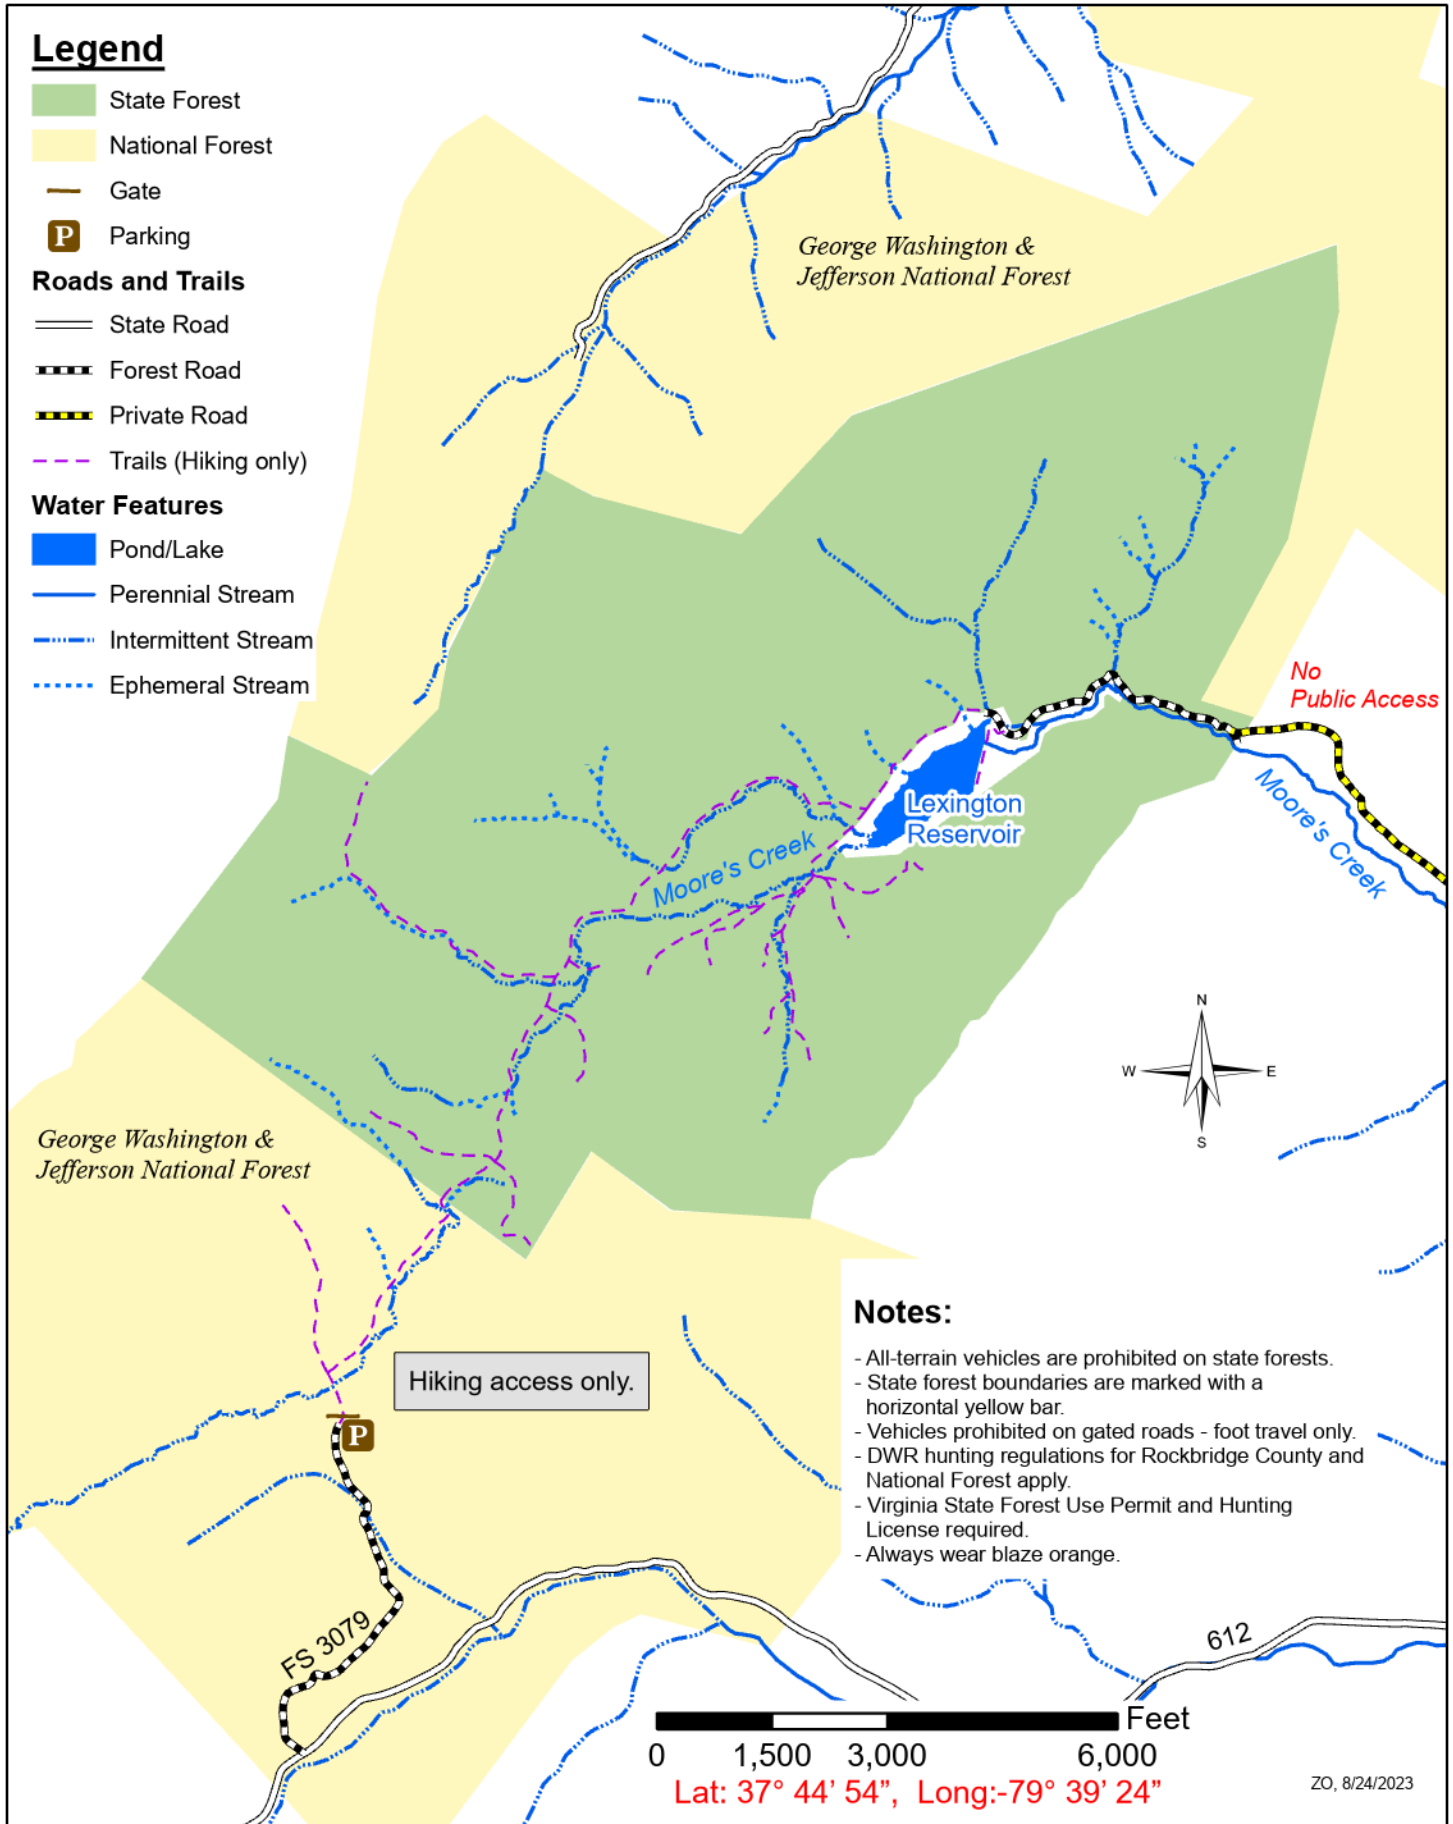 Legend
State Forest
National Forest
Gate
P
Parking
Roads and Trails
State Road
Forest Road
Private Road
Trails (Hiking only)
Water Features
Pond/Lake
Perennial Stream
Intermittent Stream
Ephemeral Stream
George Washington &
Jefferson National Forest
No
Public Access
Lexington
Reservoir
Moore's Creek
Moore's Creek
N
W
E
S
George Washington &
Jefferson National Forest
Hiking access only.
P
FS 3079
Notes:
- All-terrain vehicles are prohibited on state forests.
- State forest boundaries are marked with a
horizontal yellow bar.
- Vehicles prohibited on gated roads - foot travel only.
- DWR hunting regulations for Rockbridge County and
National Forest apply.
- Virginia State Forest Use Permit and Hunting
License required.
- Always wear blaze orange.
612
Feet
0 1,500 3,000 6,000
Lat: 37° 44’ 54”, Long:-79° 39’ 24”
ZO, 8/24/2023